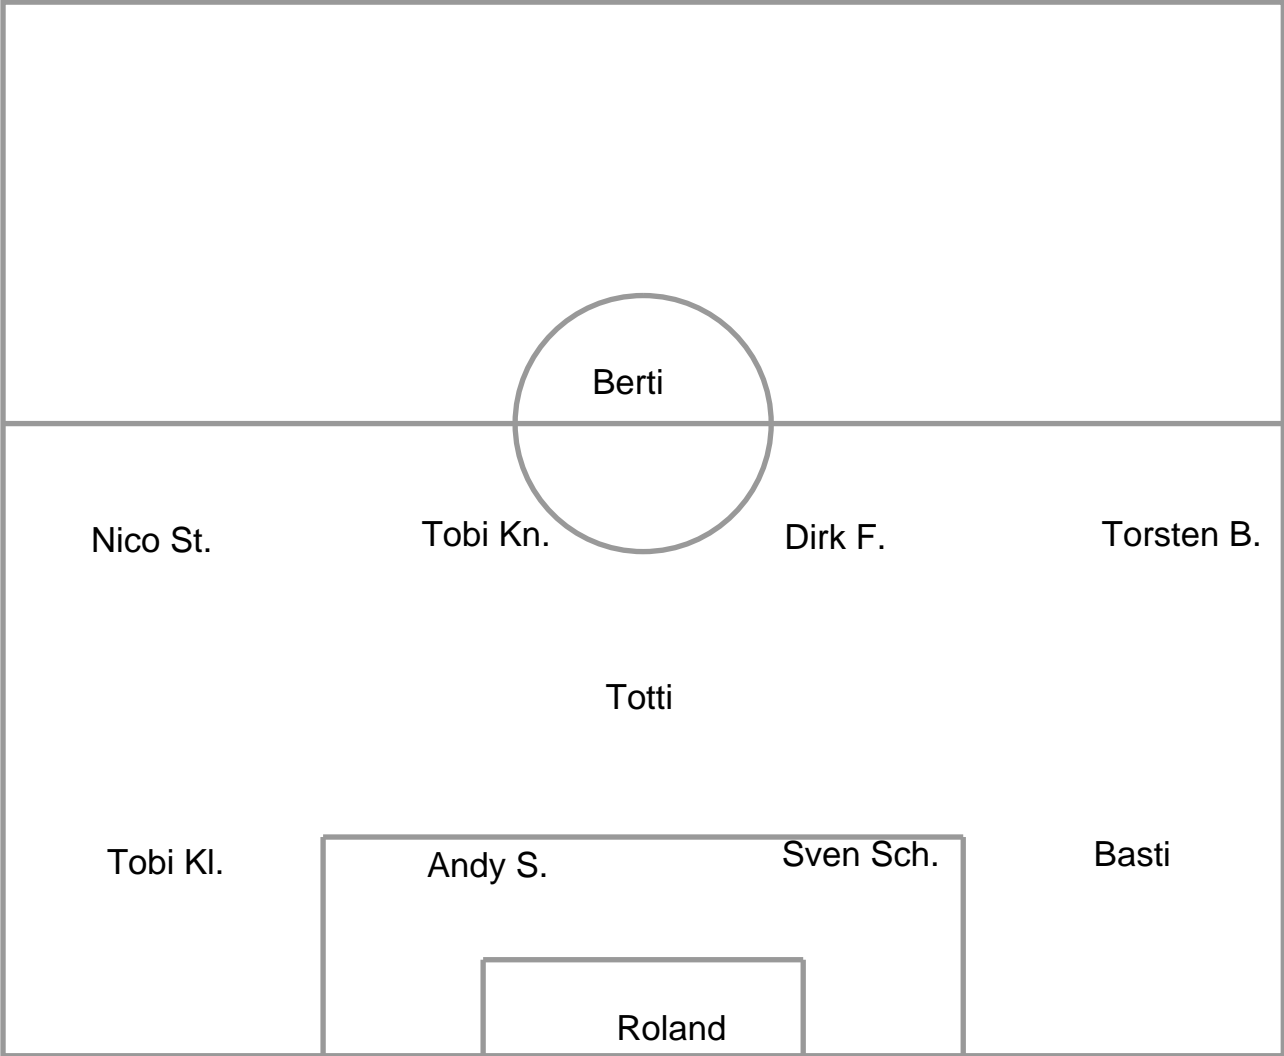 Berti
Nico St. Tobi Kn. Dirk F. Torsten B.
Totti
Tobi Kl. Andy S. Sven Sch. Basti
Roland